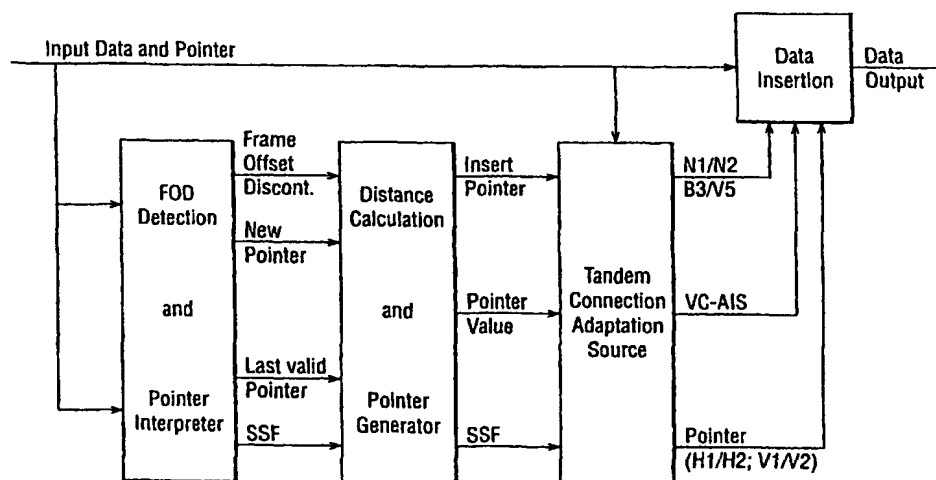 Input Data and Pointer
Data
Insertion
Data
Output
FOD
Detection
and
Pointer
Interpreter
Frame
Offset
Discont.
New
Pointer
Last valid
Pointer
SSF
Distance
Calculation
and
Pointer
Generator
Insert
Pointer
Pointer
Value
SSF
Tandem
Connection
Adaptation
Source
N1/N2
B3/V5
VC-AIS
Pointer
(H1/H2; V1/V2)